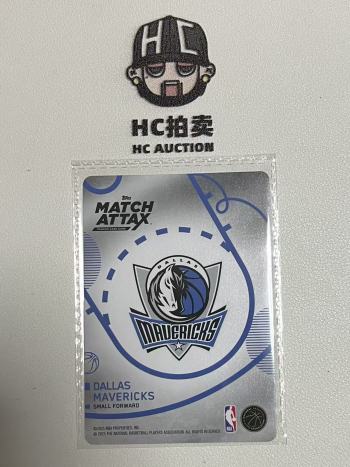 HC
HC拍卖
HC AUCTION
Topps
MATCH
ATTAX
DALLAS
MAVERICKS
DALLAS
MAVERICKS
SMALL FORWARD